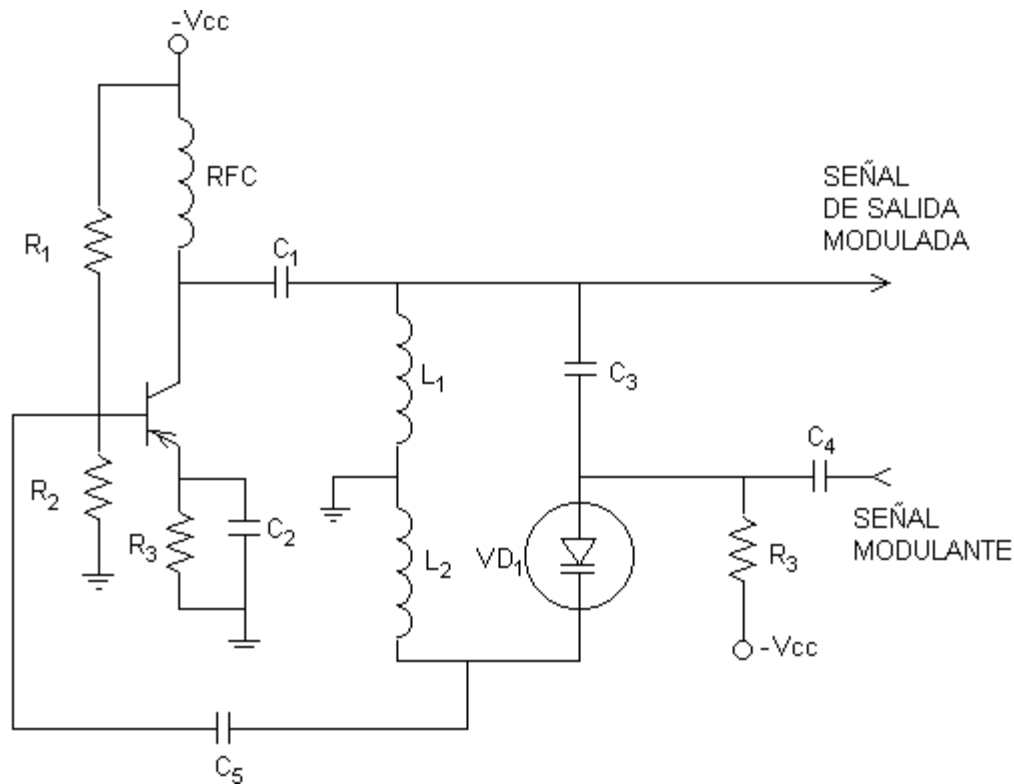 -Vcc
RFC
SEÑAL
DE SALIDA
MODULADA
R1
C1
L1
C3
C4
R2
R3
C2
L2
VD1
R3
SEÑAL
MODULANTE
-Vcc
C5